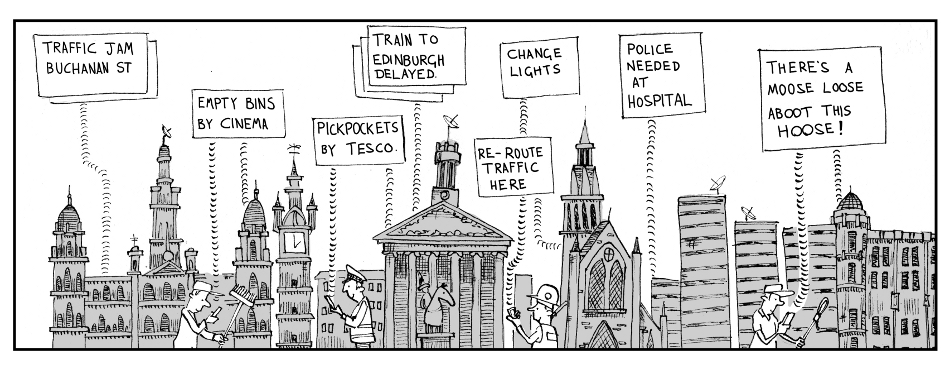 TRAFFIC JAM
BUCHANAN ST
EMPTY BINS
BY CINEMA
PICKPOCKETS
BY TESCO.
TRAIN TO
EDINBURGH
DELAYED.
CHANGE
LIGHTS
RE-ROUTE
TRAFFIC
HERE
POLICE
NEEDED
AT
HOSPITAL
THERE'S A
MOOSE LOOSE
ABOOT THIS
HOOSE!